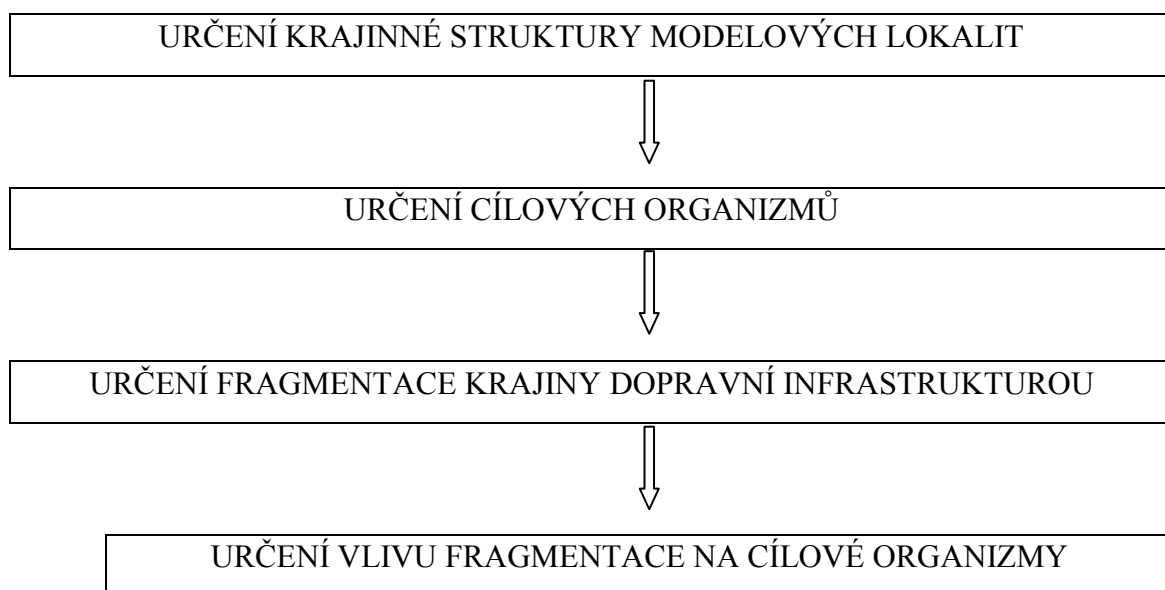 URČENÍ KRAJINNÉ STRUKTURY MODELOVÝCH LOKALIT
URČENÍ CÍLOVÝCH ORGANIZMŮ
URČENÍ FRAGMENTACE KRAJINY DOPRAVNÍ INFRASTRUKTUROU
URČENÍ VLIVU FRAGMENTACE NA CÍLOVÉ ORGANIZMY